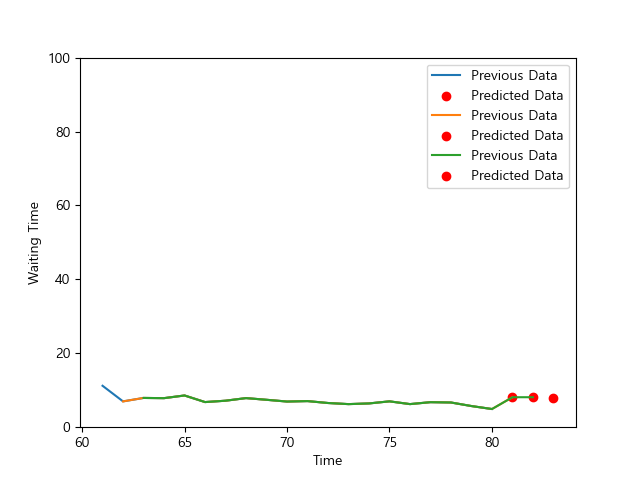 100
80
60
40
20
0
Waiting Time
60
65
70
75
80
Time
Previous Data
Predicted Data
Previous Data
Predicted Data
Previous Data
Predicted Data